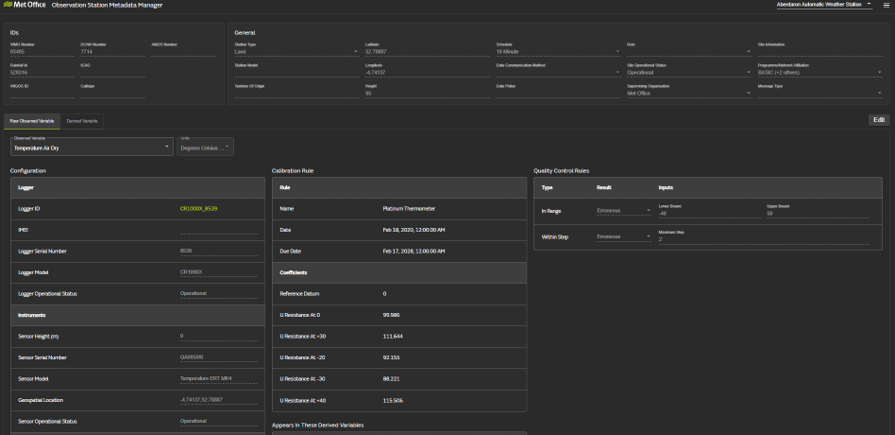 Met Office Observation Station Metadata Manager
Aberdaron Automatic Weather Station
IDs
WMO Number
DCNN Number
ANDS Number
7714
Rainfall Id
ICAO
525016
WIGOS ID
Callsign
General
Station Type
Latitude
Schedule
Role
Site Information
Land
52.78887
10 Minute
Station Model
Longitude
Data Communication Method
Site Operational Status
Programme/Network Affiliation
-4.74137
Operational
BASIC (+2 others)
Territory Of Origin
Height
Data Policy
Supervising Organisation
Message Type
95
Met Office
Raw Observed Variable
Derived Variable
Edit
Observed Variable
Temperature Air Dry
Units
Degrees Celsius ...
Configuration
Logger
Logger ID
CR1000X_8539
IMEI
Logger Serial Number
8539
Logger Model
CR1000X
Logger Operational Status
Operational
Instruments
Sensor Height (m)
0
Sensor Serial Number
Sensor Model
Temperature ERT MK4
Geospatial Location
-4.74137,52.78887
Sensor Operational Status
Operational
Calibration Rule
Rule
Name
Platinum Thermometer
Date
Feb 18, 2020, 12:00:00 AM
Due Date
Feb 17, 2028, 12:00:00 AM
Coefficients
Reference Datum
0
U Resistance At 0
99.986
U Resistance At +30
111.644
U Resistance At -20
92.155
U Resistance At -30
88.221
U Resistance At +40
115.506
Appears In These Derived Variables
Quality Control Rules
Type
Result
Inputs
In Range
Erroneous
Lower Bound
Upper Bound
-40
50
Within Step
Erroneous
Maximum Step
2